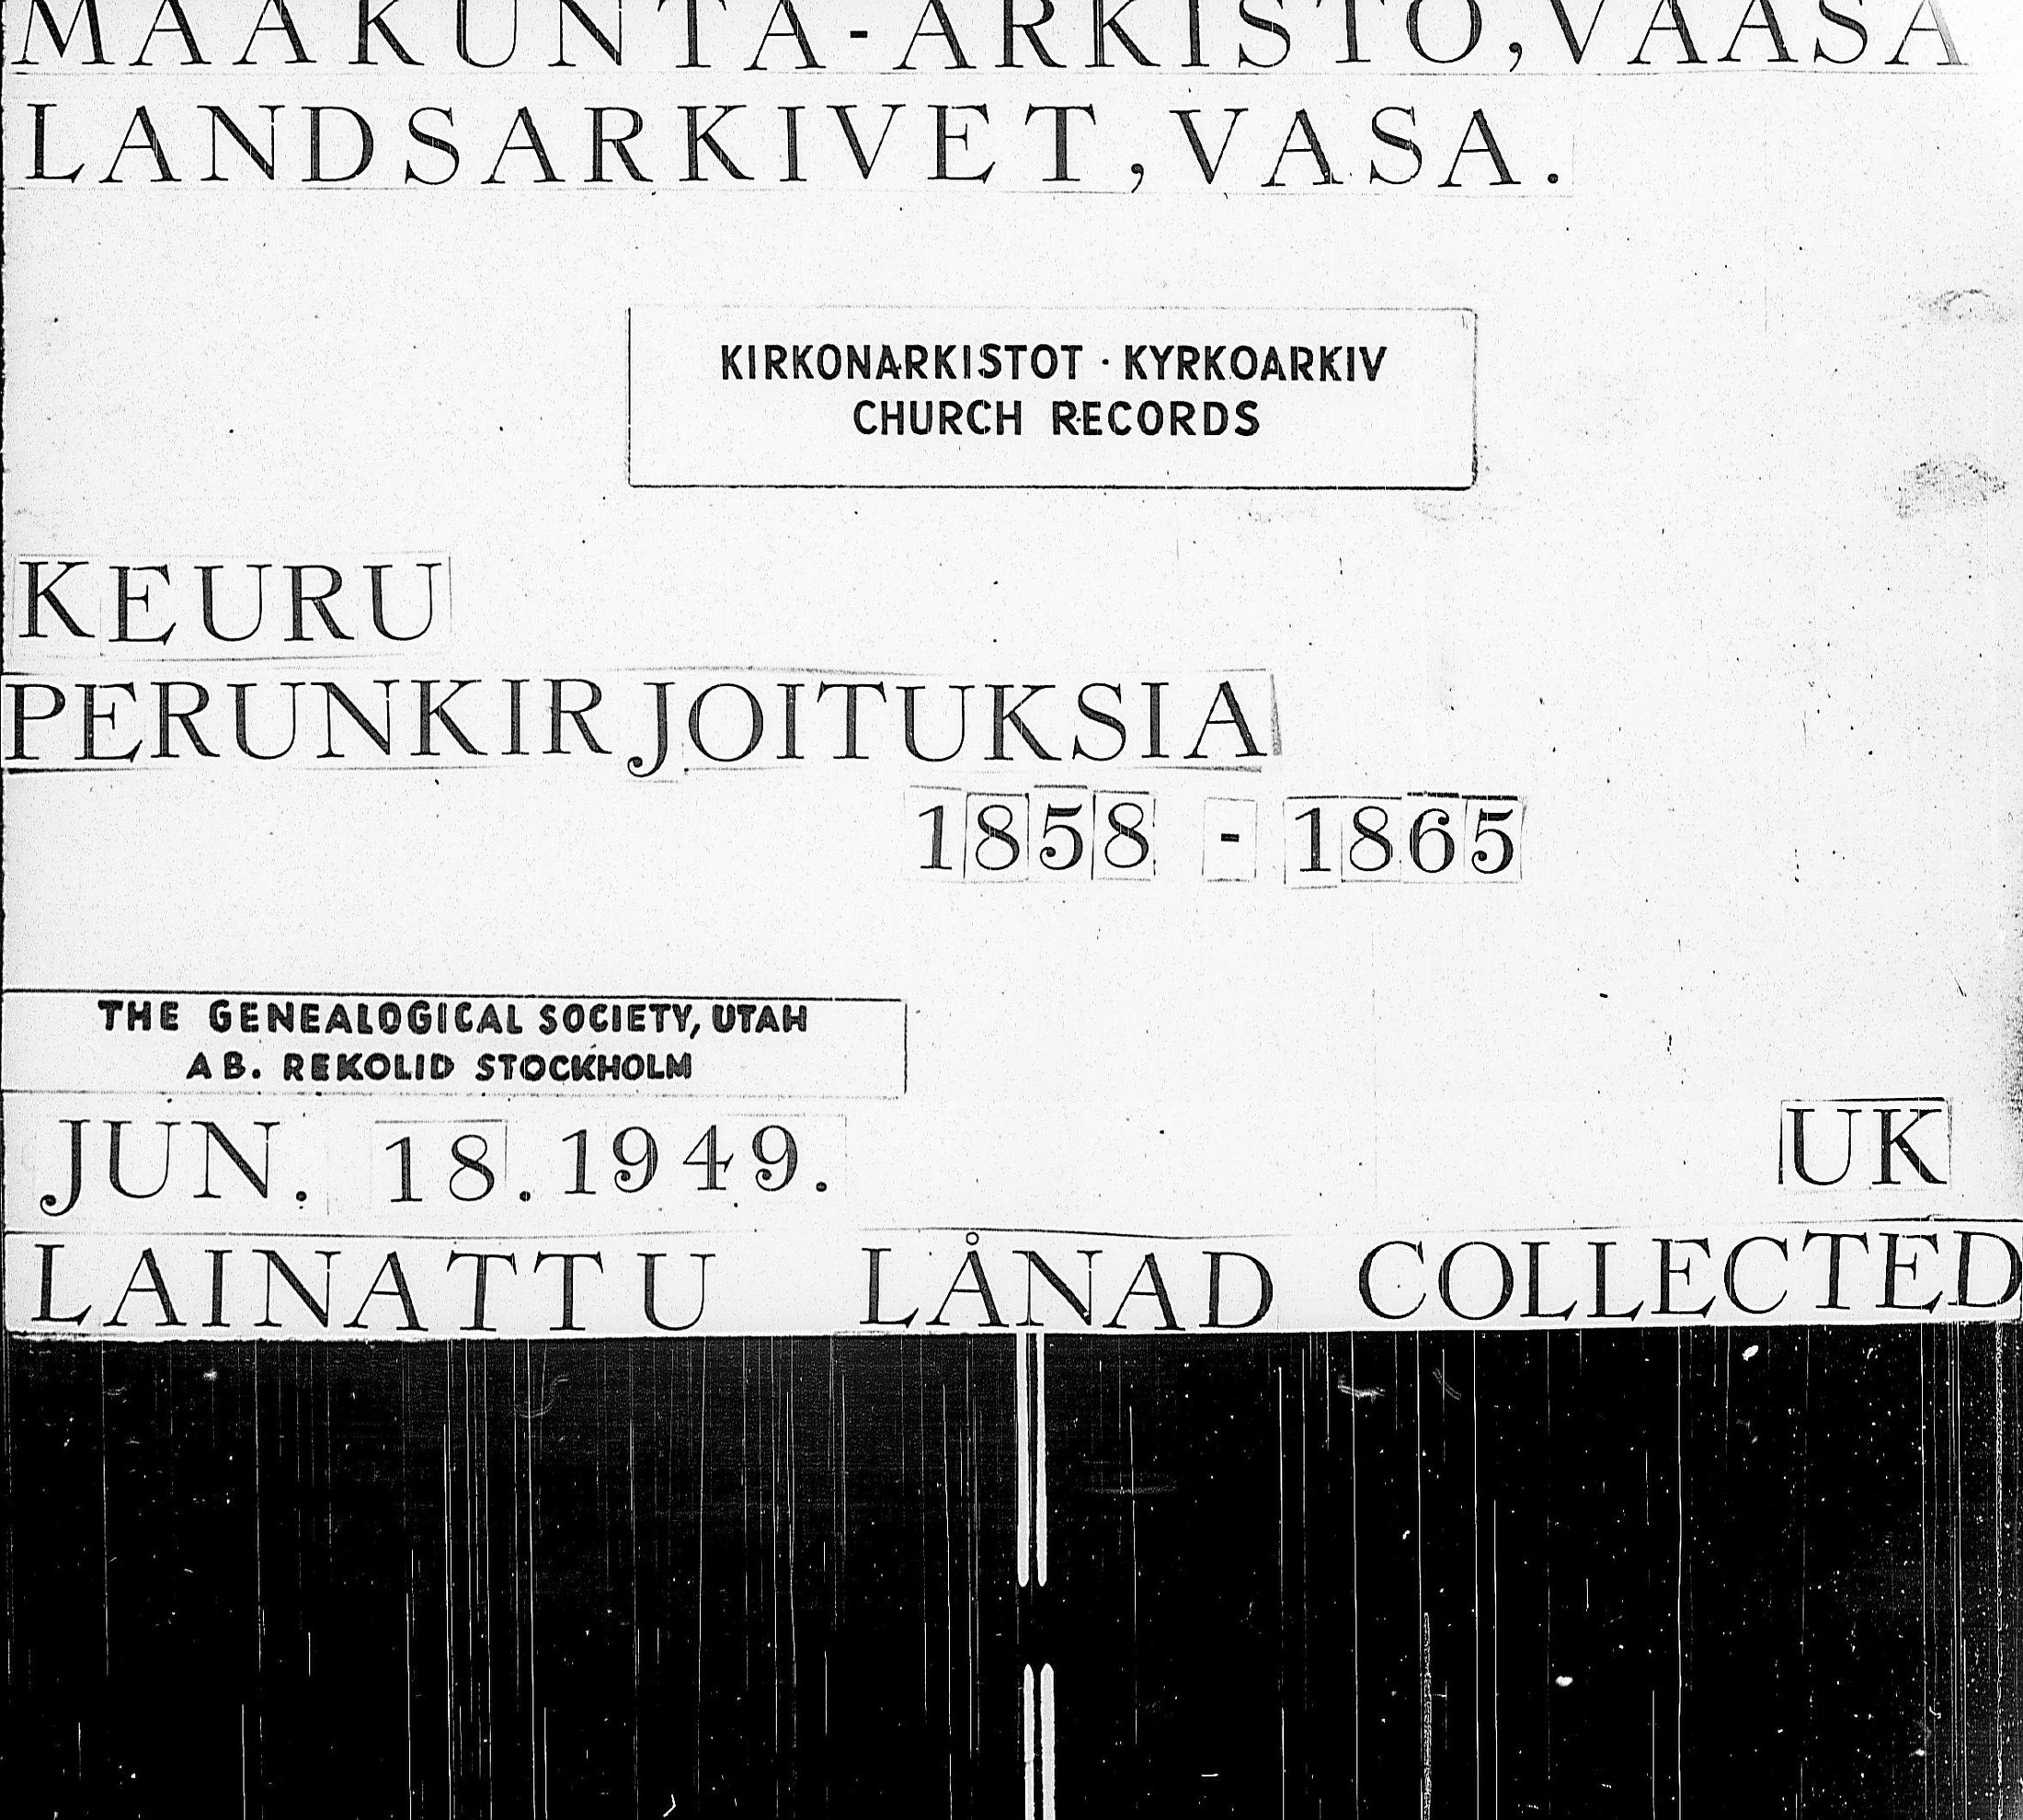 MAAKUNTA-ARKISTO, VAASA
LANDSARKIVET, VASA.
KIRKONARKISTOT · KYRKOARKIV
CHURCH RECORDS
KEURU
PERUNKIRJOITUKSIA
1858 - 1865
THE GENEALOGICAL SOCIETY, UTAH
AB. REKOLID STOCKHOLM
JUN. 18. 1949. UK
LAINATTU LÅNAD COLLECTED